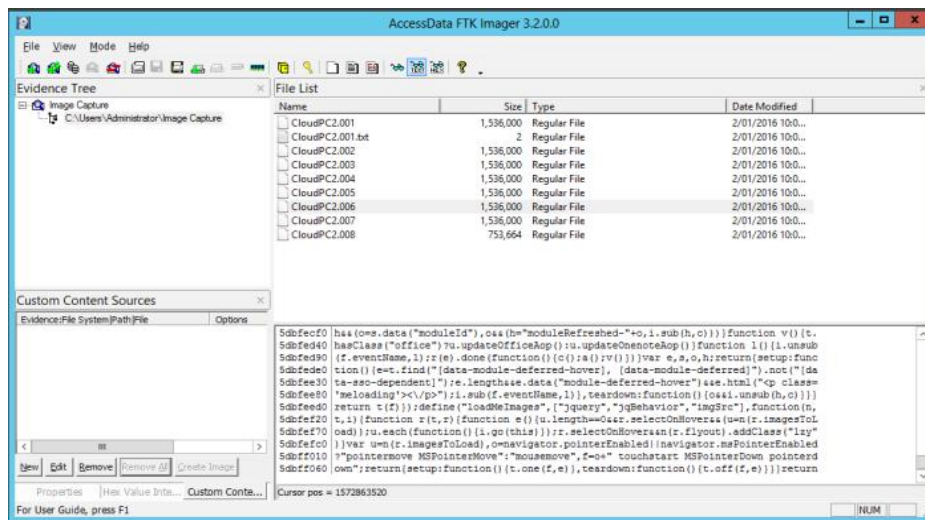 AccessData FTK Imager 3.2.0.0
File View Mode Help
Evidence Tree
Image Capture
C:\Users\Administrator\Image Capture
File List
Name Size Type Date Modified
CloudPC2.001 1,536,000 Regular File 2/01/2016 10:0...
CloudPC2.001.txt 2 Regular File 2/01/2016 10:0...
CloudPC2.002 1,536,000 Regular File 2/01/2016 10:0...
CloudPC2.003 1,536,000 Regular File 2/01/2016 10:0...
CloudPC2.004 1,536,000 Regular File 2/01/2016 10:0...
CloudPC2.005 1,536,000 Regular File 2/01/2016 10:0...
CloudPC2.006 1,536,000 Regular File 2/01/2016 10:0...
CloudPC2.007 1,536,000 Regular File 2/01/2016 10:0...
CloudPC2.008 753,664 Regular File 2/01/2016 10:0...
Custom Content Sources
Evidence:File System|Path|File Options
New Edit Remove Remove All Create Image
Properties Hex Value Inte... Custom Conte...
5dbfecf0 h&&(o=s.data("moduleId"),o&&(h="moduleRefreshed-"+o,i.sub(h,c)))}function v(){t.
5dbfed40 hasClass("office")?u.updateOfficeAop():u.updateOnenoteAop()}function l(){i.unsub
5dbfed90 (f.eventName,l);r(e).done(function(){c();a();v()})}var e,s,o,h;return{setup:func
5dbfede0 tion(){e=t.find("[data-module-deferred-hover], [data-module-deferred]").not("[da
5dbfee30 ta-sso-dependent]");e.length&&e.data("module-deferred-hover")&&e.html("<p class=
5dbfee80 'meloading'><\/p>");i.sub(f.eventName,l)},teardown:function(){o&&i.unsub(h,c)}}}
5dbfeed0 return t(f)});define("loadMeImages",["jquery","jqBehavior","imgSrc"],function(n,
5dbfef20 t,i){function r(t,r){function e(){u.length==0&&r.selectOnHover&&(u=n(r.imagesToL
5dbfef70 oad));u.each(function(){i.go(this)});r.selectOnHover&&n(r.flyout).addClass("lzy"
5dbfefc0 )}var u=n(r.imagesToLoad),o=navigator.pointerEnabled||navigator.msPointerEnabled
5dbff010 ?"pointermove MSPointerMove":"mousemove",f=o+" touchstart MSPointerDown pointerd
5dbff060 own";return{setup:function(){t.one(f,e)},teardown:function(){t.off(f,e)}}}return
Cursor pos = 1572863520
For User Guide, press F1 NUM